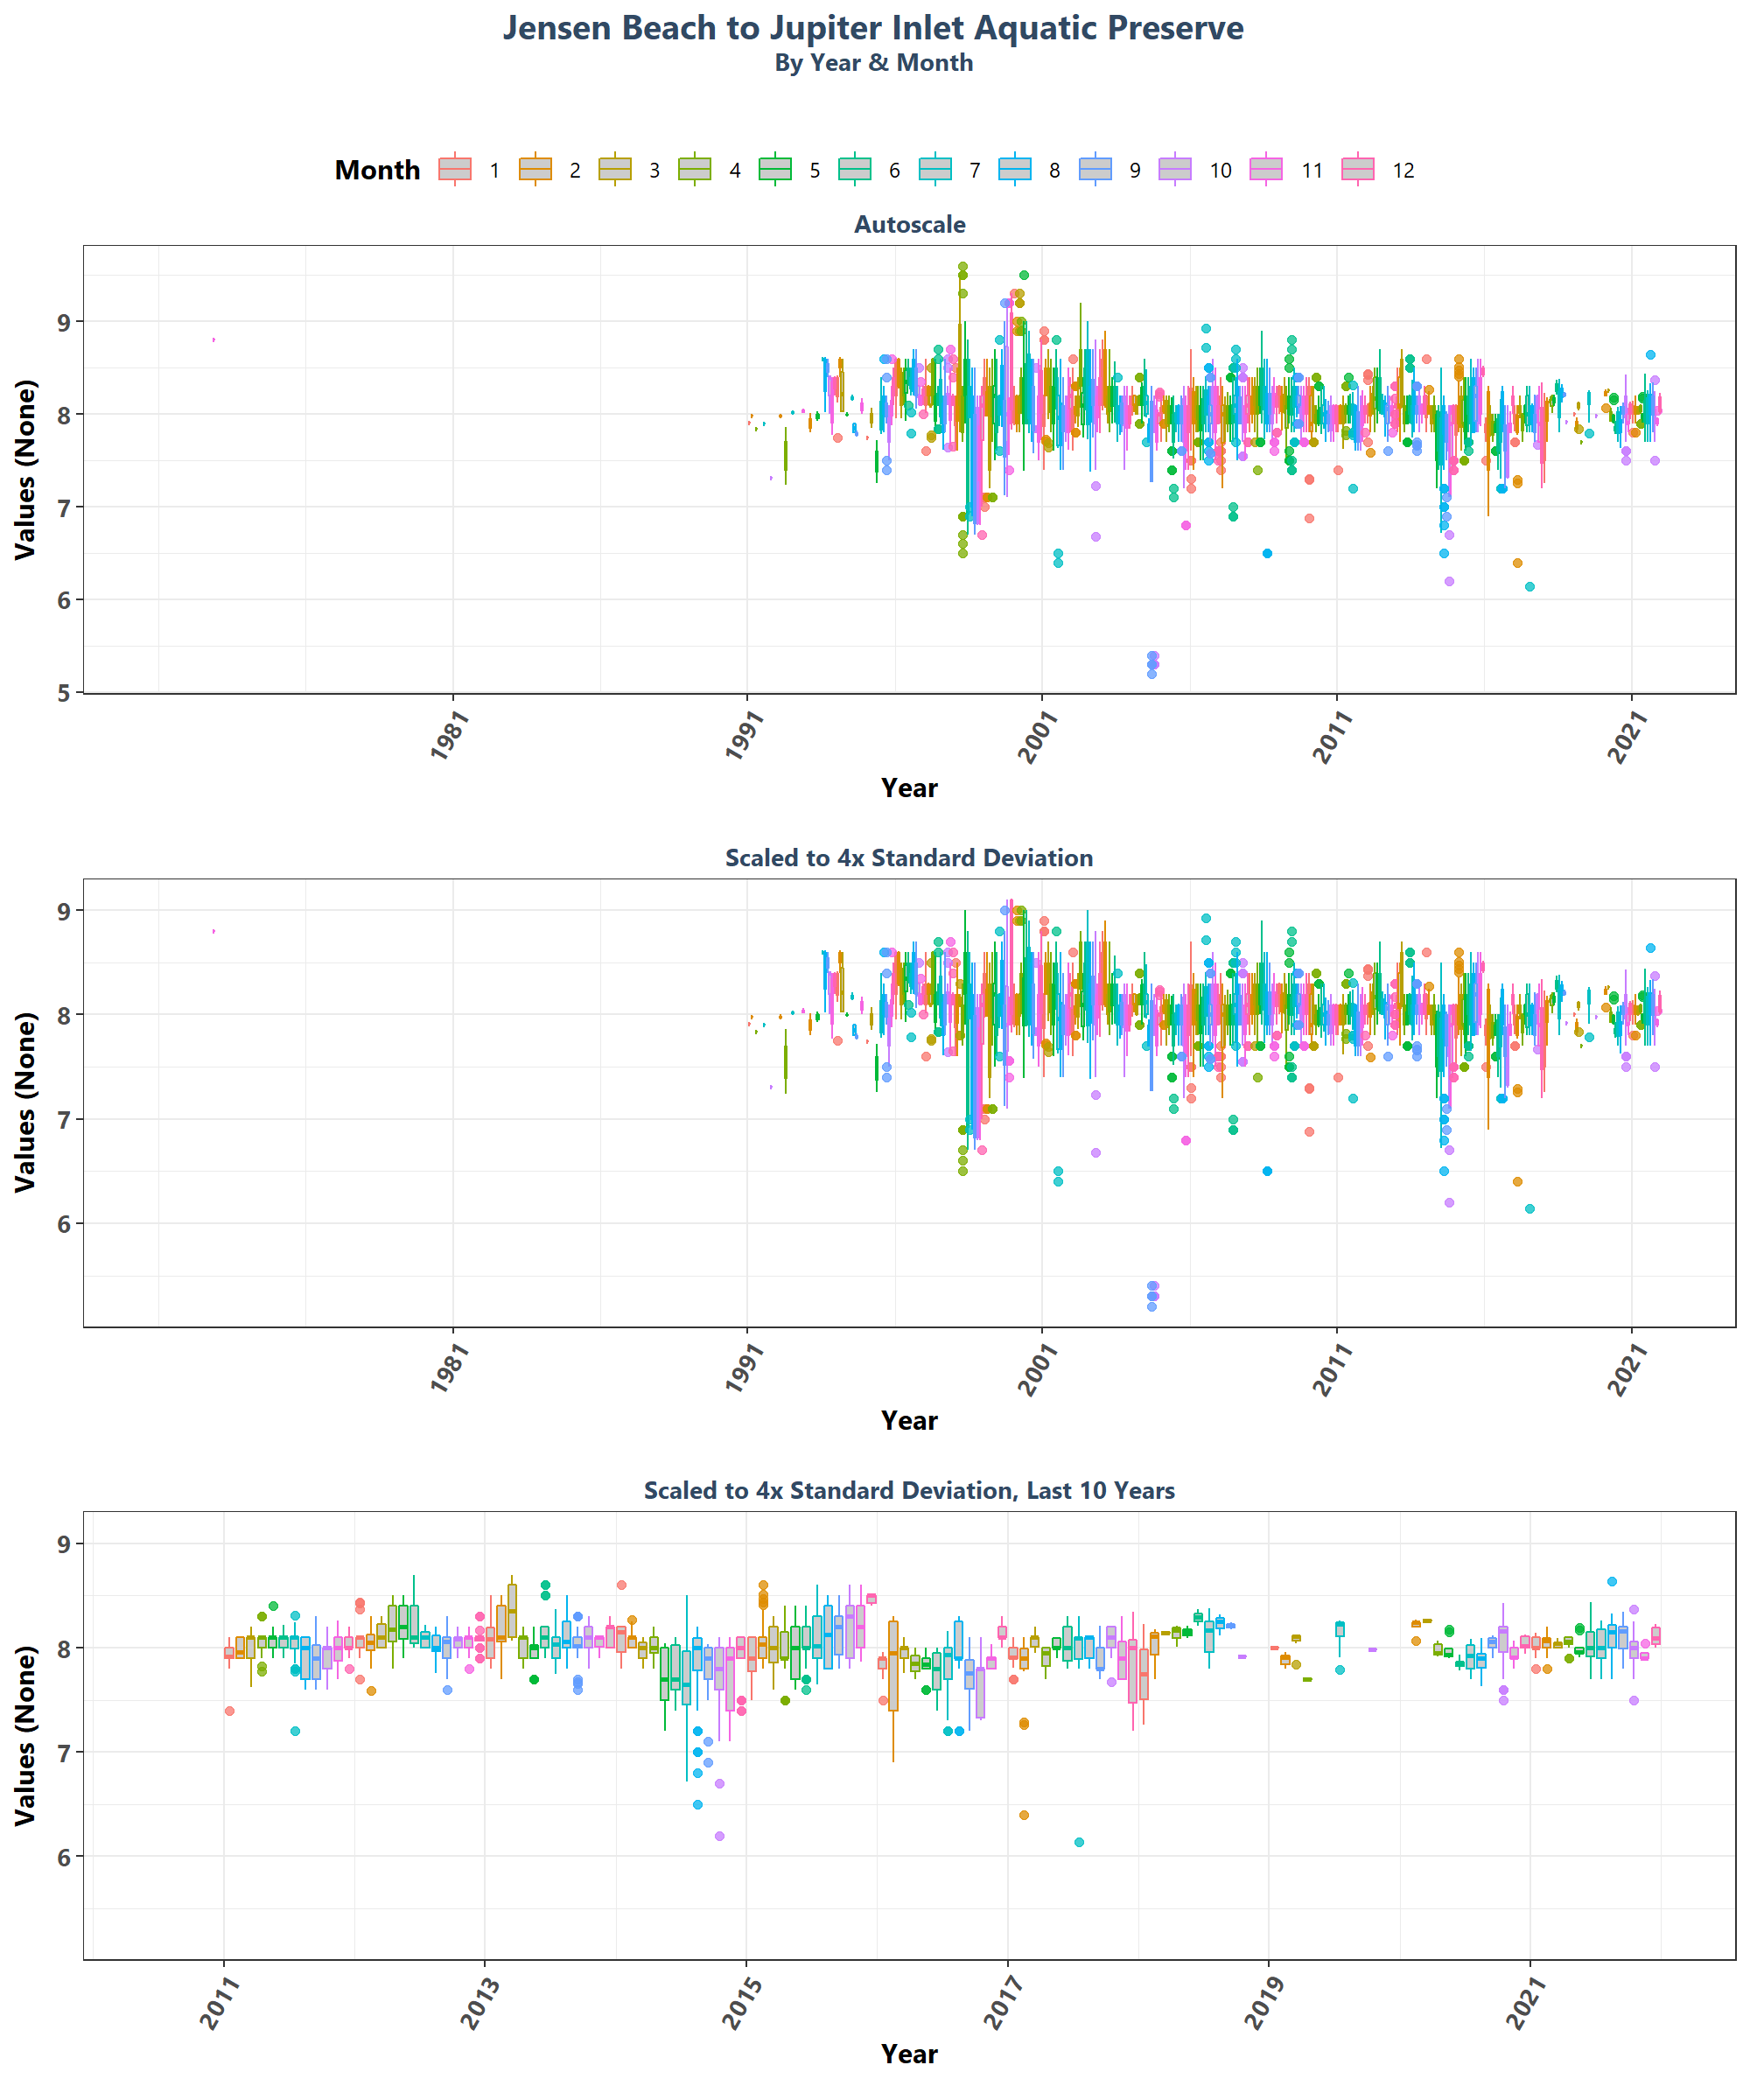 Jensen Beach to Jupiter Inlet Aquatic Preserve
By Year & Month
Month 1 2 3 4 5 6 7 8 9 10 11 12
Autoscale
Values (None)
9
8
7
6
5
1981 1991 2001 2011 2021
Year
Scaled to 4x Standard Deviation
Values (None)
9
8
7
6
1981 1991 2001 2011 2021
Year
Scaled to 4x Standard Deviation, Last 10 Years
Values (None)
9
8
7
6
2011 2013 2015 2017 2019 2021
Year